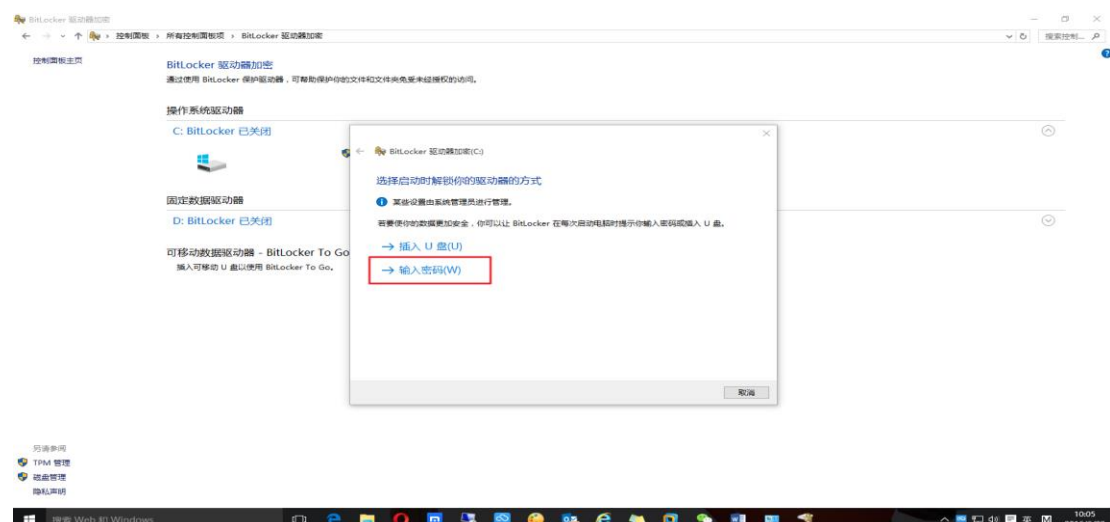 BitLocker 驱动器加密
控制面板 › 所有控制面板项 › BitLocker 驱动器加密
搜索控制...
控制面板主页
BitLocker 驱动器加密
通过使用 BitLocker 保护驱动器，可帮助保护你的文件和文件夹免受未经授权的访问。
操作系统驱动器
C: BitLocker 已关闭
固定数据驱动器
D: BitLocker 已关闭
可移动数据驱动器 - BitLocker To Go
插入可移动 U 盘以使用 BitLocker To Go。
BitLocker 驱动器加密(C:)
选择启动时解锁你的驱动器的方式
某些设置由系统管理员进行管理。
若要使你的数据更加安全，你可以让 BitLocker 在每次启动电脑时提示你输入密码或插入 U 盘。
→ 插入 U 盘(U)
→ 输入密码(W)
取消
另请参阅
TPM 管理
磁盘管理
隐私声明
搜索 Web 和 Windows
英
M
10:05